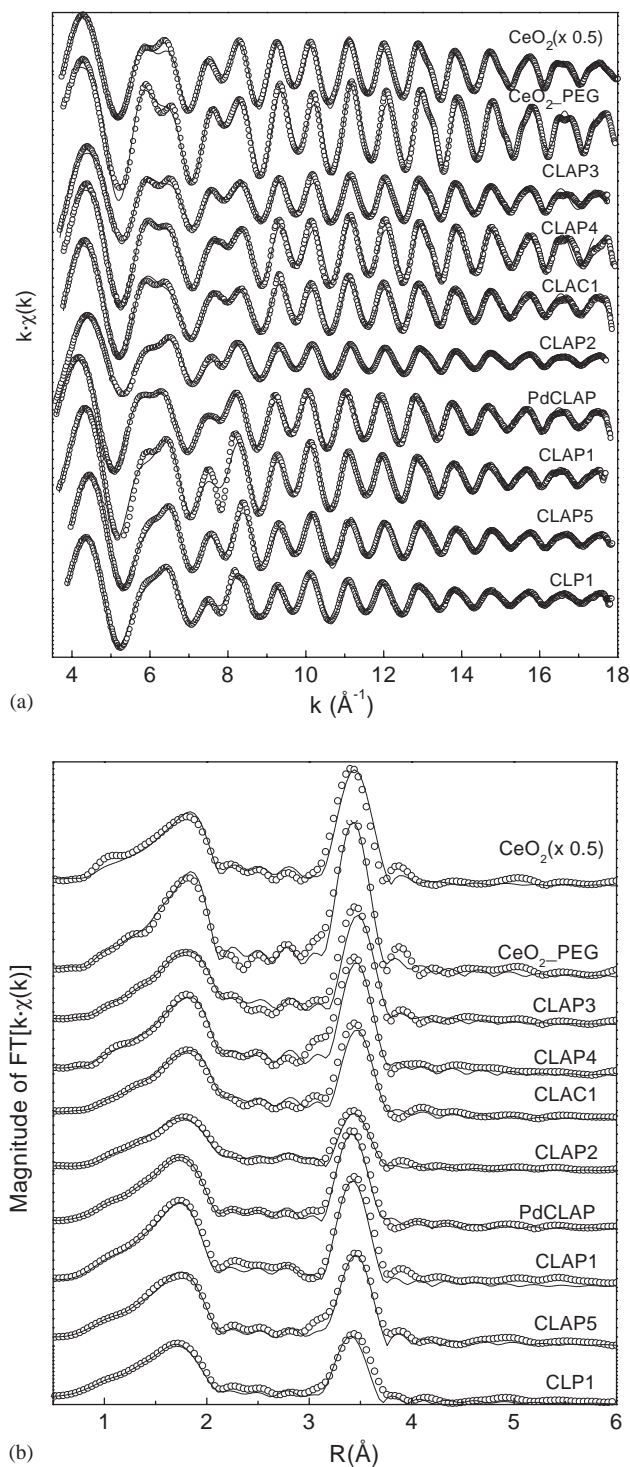 CeO2(x 0.5)
CeO2_PEG
CLAP3
CLAP4
CLAC1
CLAP2
PdCLAP
CLAP1
CLAP5
CLP1
k·χ(k)
4 6 8 10 12 14 16 18
(a)
k (Å-1)
CeO2(x 0.5)
CeO2_PEG
CLAP3
CLAP4
CLAC1
CLAP2
PdCLAP
CLAP1
CLAP5
CLP1
Magnitude of FT[k·χ(k)]
1 2 3 4 5 6
(b)
R(Å)